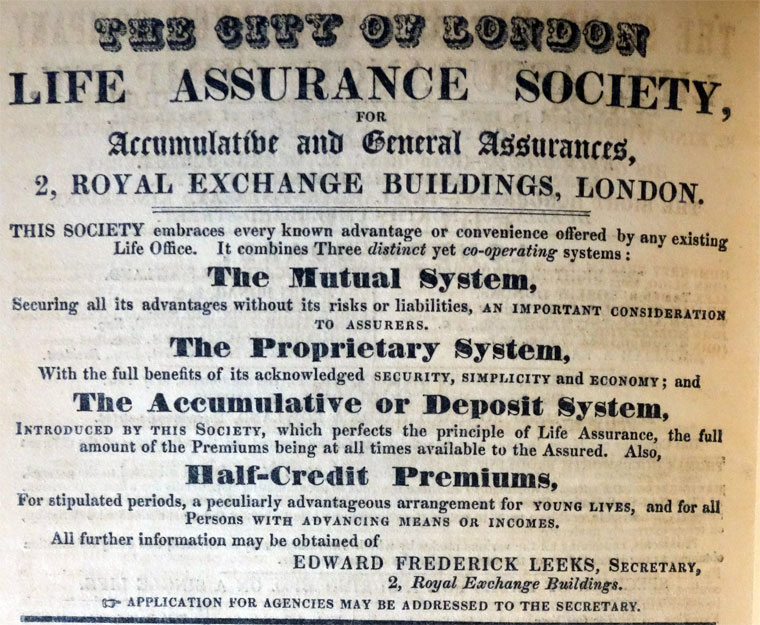 THE CITY OF LONDON
LIFE ASSURANCE SOCIETY,
FOR
Accumulative and General Assurances,
2, ROYAL EXCHANGE BUILDINGS, LONDON.
THIS SOCIETY embraces every known advantage or convenience offered by any existing
Life Office. It combines Three distinct yet co-operating systems:
The Mutual System,
Securing all its advantages without its risks or liabilities, AN IMPORTANT CONSIDERATION
TO ASSURERS.
The Proprietary System,
With the full benefits of its acknowledged SECURITY, SIMPLICITY and ECONOMY; and
The Accumulative or Deposit System,
INTRODUCED BY THIS SOCIETY, which perfects the principle of Life Assurance, the full
amount of the Premiums being at all times available to the Assured. Also,
Half-Credit Premiums,
For stipulated periods, a peculiarly advantageous arrangement for YOUNG LIVES, and for all
Persons WITH ADVANCING MEANS OR INCOMES.
All further information may be obtained of
EDWARD FREDERICK LEEKS, SECRETARY,
2, Royal Exchange Buildings.
☞ APPLICATION FOR AGENCIES MAY BE ADDRESSED TO THE SECRETARY.